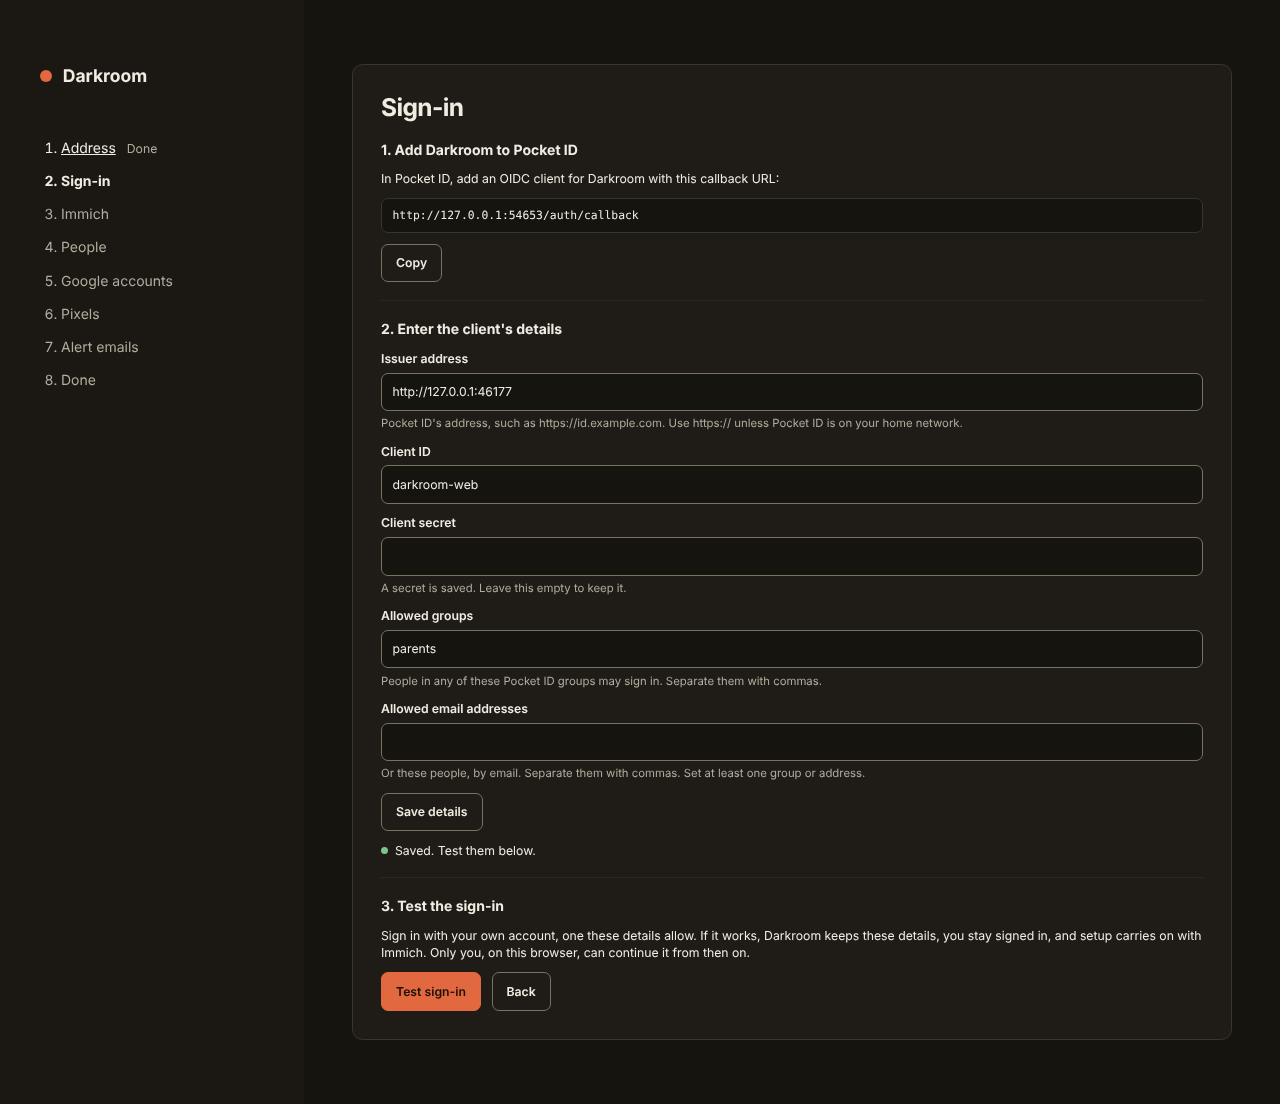 Darkroom
1. Address Done
2. Sign-in
3. Immich
4. People
5. Google accounts
6. Pixels
7. Alert emails
8. Done
Sign-in
1. Add Darkroom to Pocket ID
In Pocket ID, add an OIDC client for Darkroom with this callback URL:
http://127.0.0.1:54653/auth/callback
Copy
2. Enter the client's details
Issuer address
http://127.0.0.1:46177
Pocket ID's address, such as https://id.example.com. Use https:// unless Pocket ID is on your home network.
Client ID
darkroom-web
Client secret
A secret is saved. Leave this empty to keep it.
Allowed groups
parents
People in any of these Pocket ID groups may sign in. Separate them with commas.
Allowed email addresses
Or these people, by email. Separate them with commas. Set at least one group or address.
Save details
Saved. Test them below.
3. Test the sign-in
Sign in with your own account, one these details allow. If it works, Darkroom keeps these details, you stay signed in, and setup carries on with
Immich. Only you, on this browser, can continue it from then on.
Test sign-in Back